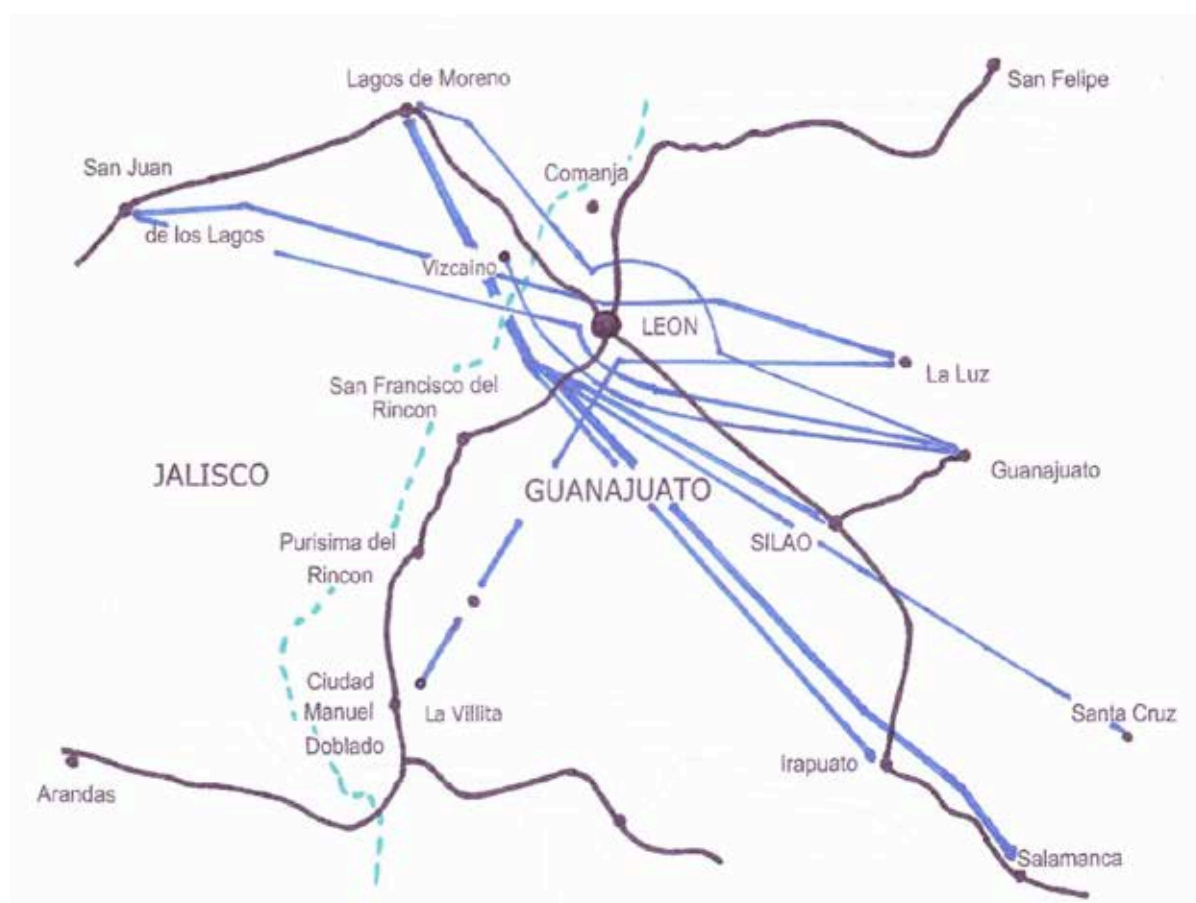 Lagos de Moreno
San Felipe
San Juan
de los Lagos
Comanja
Vizcaino
LEON
La Luz
San Francisco del
Rincon
JALISCO
GUANAJUATO
Guanajuato
Purisima del
Rincon
SILAO
Ciudad
Manuel
Doblado
La Villita
Santa Cruz
Irapuato
Arandas
Salamanca